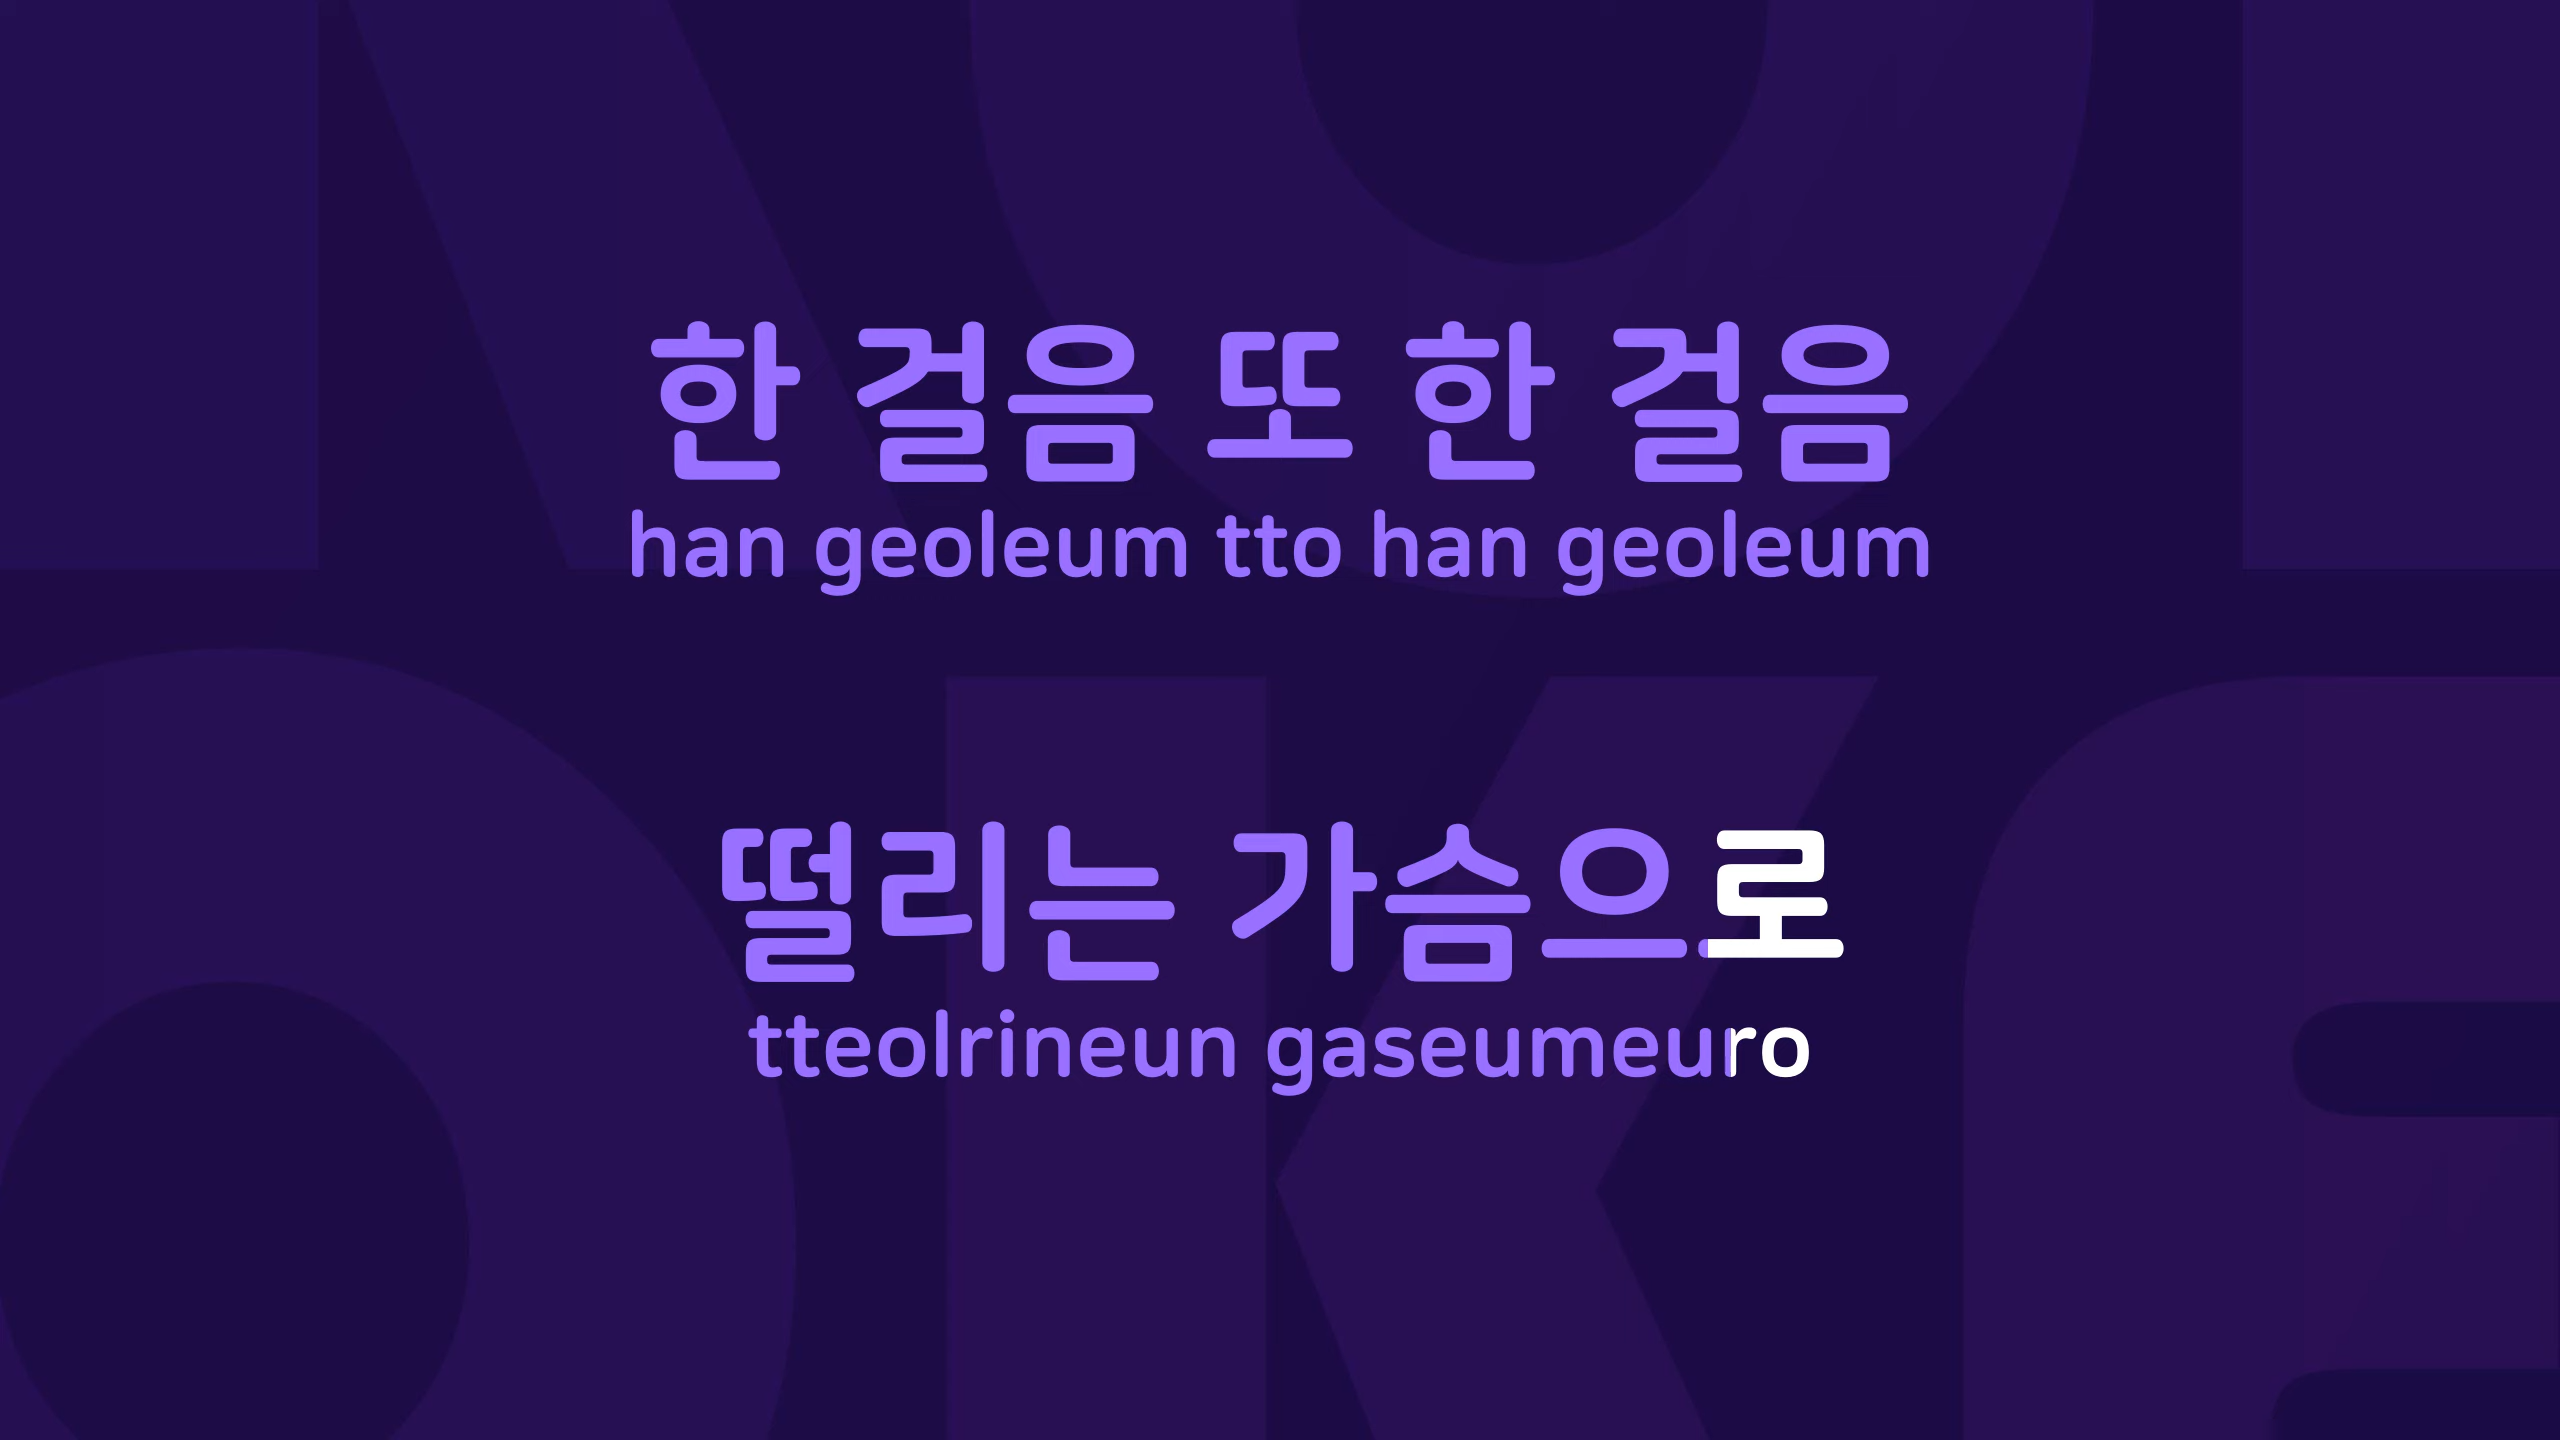 한 걸음 또 한 걸음
han geoleum tto han geoleum
떨리는 가슴으로
tteolrineun gaseumeuro